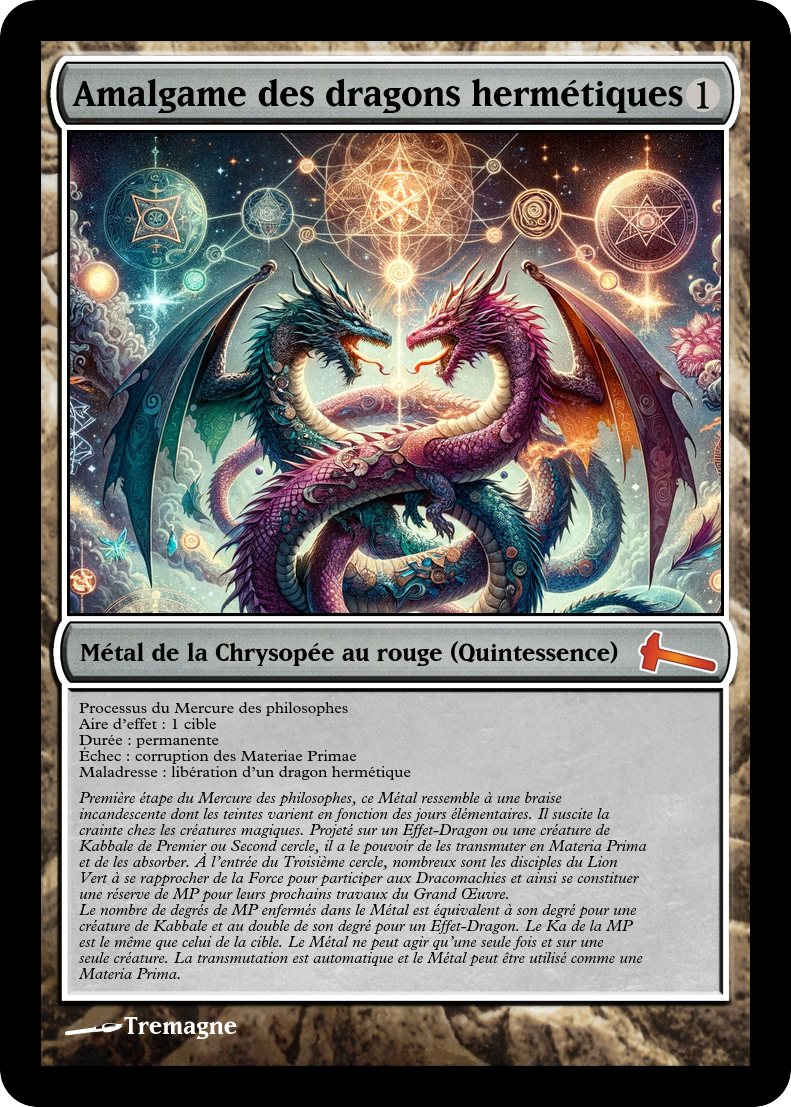 Amalgame des dragons hermétiques 1
Métal de la Chrysopée au rouge (Quintessence)
Processus du Mercure des philosophes
Aire d'effet : 1 cible
Durée : permanente
Échec : corruption des Materiae Primae
Maladresse : libération d'un dragon hermétique
Première étape du Mercure des philosophes, ce Métal ressemble à une braise
incandescente dont les teintes varient en fonction des jours élémentaires. Il suscite la
crainte chez les créatures magiques. Projeté sur un Effet-Dragon ou une créature de
Kabbale de Premier ou Second cercle, il a le pouvoir de les transmuter en Materia Prima
et de les absorber. À l'entrée du Troisième cercle, nombreux sont les disciples du Lion
Vert à se rapprocher de la Force pour participer aux Dracomachies et ainsi se constituer
une réserve de MP pour leurs prochains travaux du Grand Œuvre.
Le nombre de degrés de MP enfermés dans le Métal est équivalent à son degré pour une
créature de Kabbale et au double de son degré pour un Effet-Dragon. Le Ka de la MP
est le même que celui de la cible. Le Métal ne peut agir qu'une seule fois et sur une
seule créature. La transmutation est automatique et le Métal peut être utilisé comme une
Materia Prima.
Tremagne